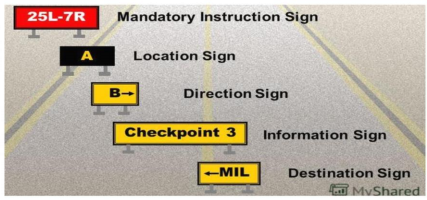 25L-7R Mandatory Instruction Sign
A Location Sign
B→ Direction Sign
Checkpoint 3 Information Sign
←MIL Destination Sign
MyShared